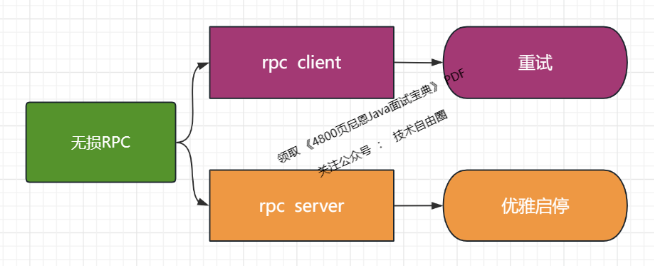 rpc client
重试
无损RPC
领取 《4800页尼恩Java面试宝典》 PDF
关注公众号 ： 技术自由圈
rpc server
优雅启停